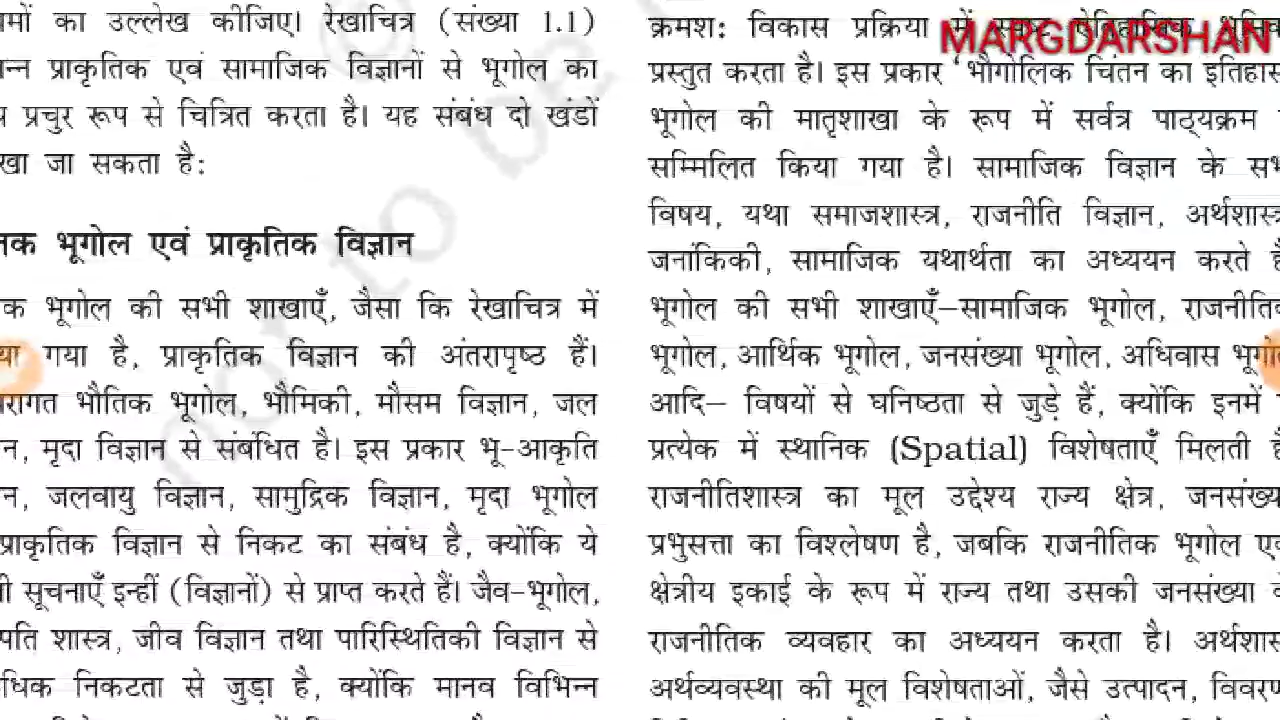 मों का उल्लेख कीजिए। रेखाचित्र (संख्या 1.1)
न्न प्राकृतिक एवं सामाजिक विज्ञानों से भूगोल का
प्रचुर रूप से चित्रित करता है। यह संबंध दो खंडों
खा जा सकता है:
भूगोल एवं प्राकृतिक विज्ञान
क भूगोल की सभी शाखाएँ, जैसा कि रेखाचित्र में
गया है, प्राकृतिक विज्ञान की अंतरापृष्ठ हैं।
रागत भौतिक भूगोल, भौमिकी, मौसम विज्ञान, जल
न, मृदा विज्ञान से संबंधित है। इस प्रकार भू-आकृति
न, जलवायु विज्ञान, सामुद्रिक विज्ञान, मृदा भूगोल
प्राकृतिक विज्ञान से निकट का संबंध है, क्योंकि ये
सूचनाएँ इन्हीं (विज्ञानों) से प्राप्त करते हैं। जैव-भूगोल,
पति शास्त्र, जीव विज्ञान तथा पारिस्थितिकी विज्ञान से
धिक निकटता से जुड़ा है, क्योंकि मानव विभिन्न
MARGDARSHAN
क्रमश: विकास प्रक्रिया में
प्रस्तुत करता है। इस प्रकार 'भौगोलिक चिंतन का इतिहास
भूगोल की मातृशाखा के रूप में सर्वत्र पाठ्यक्रम
सम्मिलित किया गया है। सामाजिक विज्ञान के सभ
विषय, यथा समाजशास्त्र, राजनीति विज्ञान, अर्थशास्त्र
जनांकिकी, सामाजिक यथार्थता का अध्ययन करते
भूगोल की सभी शाखाएँ–सामाजिक भूगोल, राजनीतिक
भूगोल, आर्थिक भूगोल, जनसंख्या भूगोल, अधिवास भूगोल
आदि– विषयों से घनिष्ठता से जुड़े हैं, क्योंकि इनमें
प्रत्येक में स्थानिक (Spatial) विशेषताएँ मिलती
राजनीतिशास्त्र का मूल उद्देश्य राज्य क्षेत्र, जनसंख्या
प्रभुसत्ता का विश्लेषण है, जबकि राजनीतिक भूगोल एव
क्षेत्रीय इकाई के रूप में राज्य तथा उसकी जनसंख्या
राजनीतिक व्यवहार का अध्ययन करता है। अर्थशास
अर्थव्यवस्था की मूल विशेषताओं, जैसे उत्पादन, विवरण